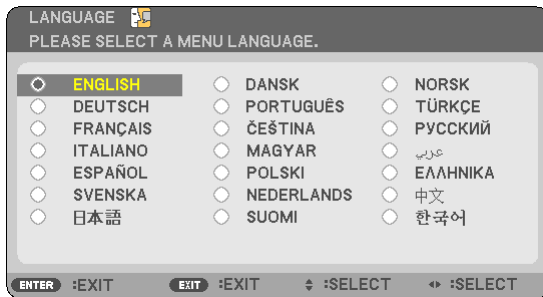 LANGUAGE
PLEASE SELECT A MENU LANGUAGE.
ENGLISH DANSK NORSK
DEUTSCH PORTUGUÊS TÜRKÇE
FRANÇAIS ČEŠTINA РУССКИЙ
ITALIANO MAGYAR عربي
ESPAÑOL POLSKI ΕΛΛΗΝΙΚΑ
SVENSKA NEDERLANDS 中文
日本語 SUOMI 한국어
ENTER :EXIT EXIT :EXIT :SELECT :SELECT